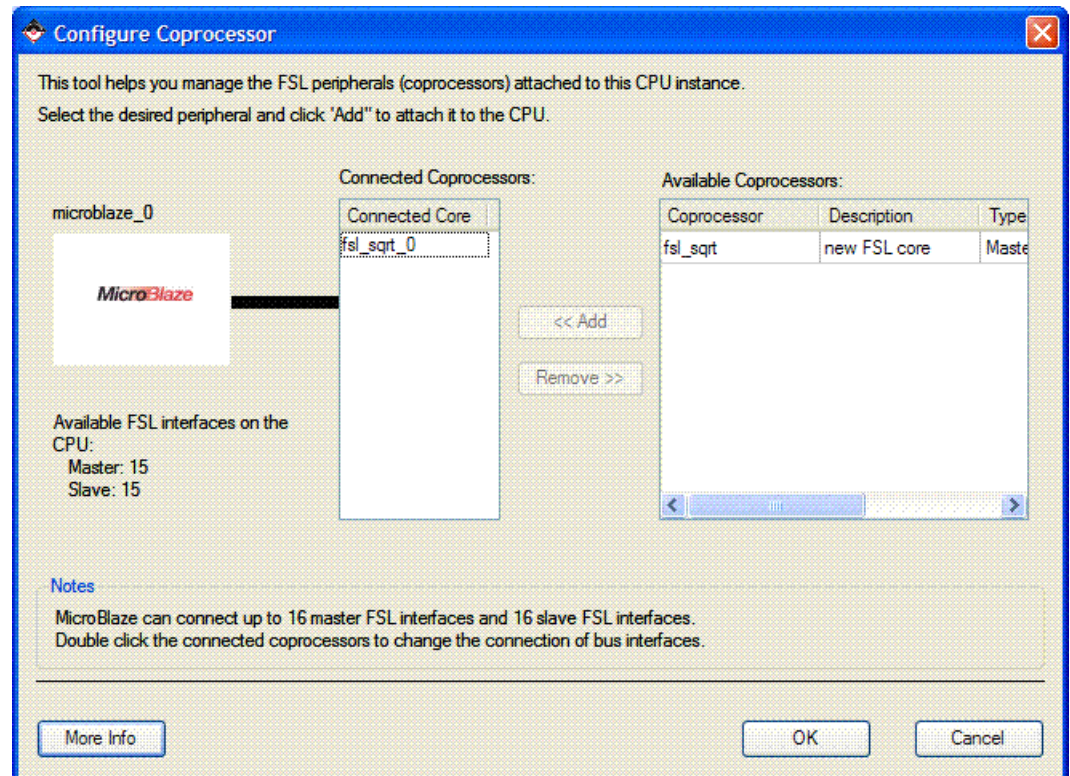 Configure Coprocessor
This tool helps you manage the FSL peripherals (coprocessors) attached to this CPU instance.
Select the desired peripheral and click 'Add" to attach it to the CPU.
Connected Coprocessors:
Available Coprocessors:
microblaze_0
Connected Core
Coprocessor Description Type
fsl_sqrt_0
fsl_sqrt new FSL core Maste
MicroBlaze
<< Add
Remove >>
Available FSL interfaces on the
CPU:
Master: 15
Slave: 15
Notes
MicroBlaze can connect up to 16 master FSL interfaces and 16 slave FSL interfaces.
Double click the connected coprocessors to change the connection of bus interfaces.
More Info
OK
Cancel